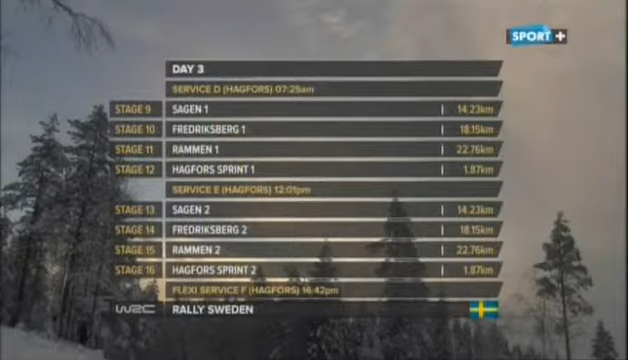 SPORT+
DAY 3
SERVICE D (HAGFORS) 07:25am
STAGE 9 SAGEN 1 14.23km
STAGE 10 FREDRIKSBERG 1 18.15km
STAGE 11 RAMMEN 1 22.76km
STAGE 12 HAGFORS SPRINT 1 1.87km
SERVICE E (HAGFORS) 12:01pm
STAGE 13 SAGEN 2 14.23km
STAGE 14 FREDRIKSBERG 2 18.15km
STAGE 15 RAMMEN 2 22.76km
STAGE 16 HAGFORS SPRINT 2 1.87km
FLEXI SERVICE F (HAGFORS) 16:42pm
WRC RALLY SWEDEN